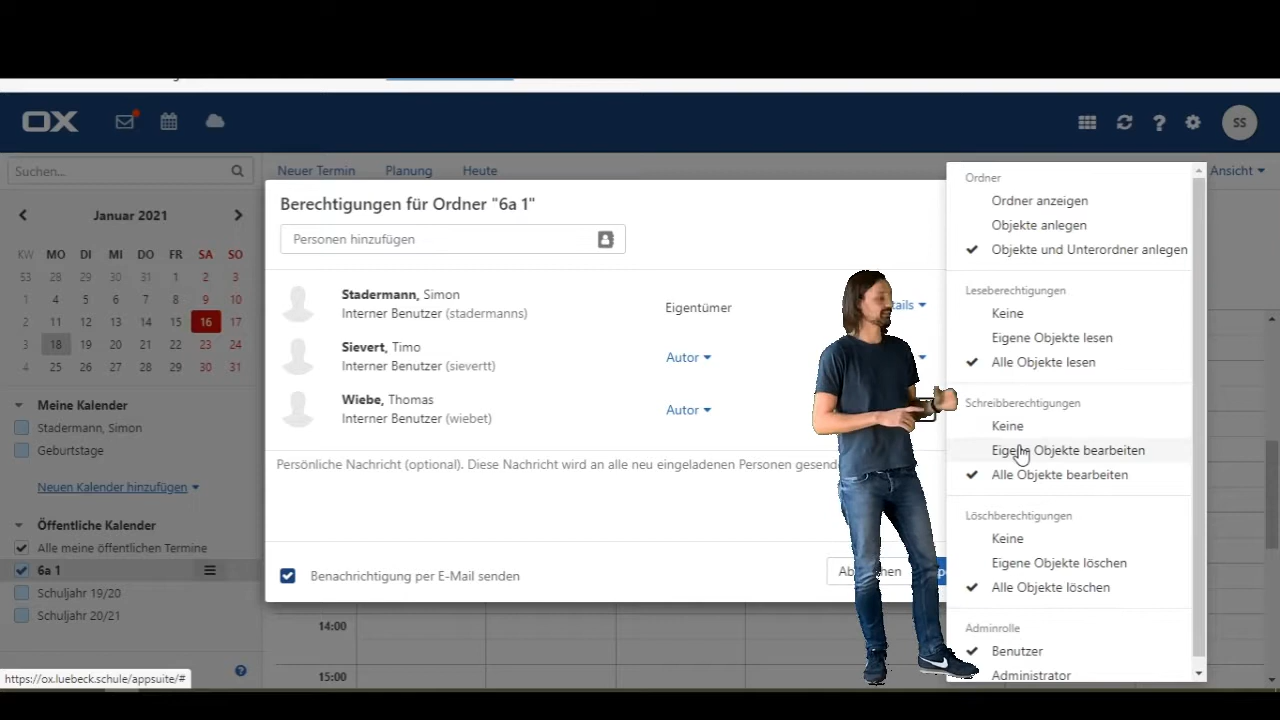 OX
SS
Suchen...
Neuer Termin Planung Heute
Ansicht
Januar 2021
KW MO DI MI DO FR SA SO
53 28 29 30 31 1 2 3
1 4 5 6 7 8 9 10
2 11 12 13 14 15 16 17
3 18 19 20 21 22 23 24
4 25 26 27 28 29 30 31
Meine Kalender
Stadermann, Simon
Geburtstage
Neuen Kalender hinzufügen
Öffentliche Kalender
Alle meine öffentlichen Termine
6a 1
Schuljahr 19/20
Schuljahr 20/21
https://ox.luebeck.schule/appsuite/#
Berechtigungen für Ordner "6a 1"
Personen hinzufügen
Stadermann, Simon
Interner Benutzer (stadermanns)
Eigentümer
Sievert, Timo
Interner Benutzer (sievertt)
Autor
Wiebe, Thomas
Interner Benutzer (wiebet)
Autor
Persönliche Nachricht (optional). Diese Nachricht wird an alle neu eingeladenen Personen
Benachrichtigung per E-Mail senden
14:00
15:00
Ordner
Ordner anzeigen
Objekte anlegen
Objekte und Unterordner anlegen
Leseberechtigungen
Keine
Eigene Objekte lesen
Alle Objekte lesen
Schreibberechtigungen
Keine
Eigene Objekte bearbeiten
Alle Objekte bearbeiten
Löschberechtigungen
Keine
Eigene Objekte löschen
Alle Objekte löschen
Adminrolle
Benutzer
Administrator